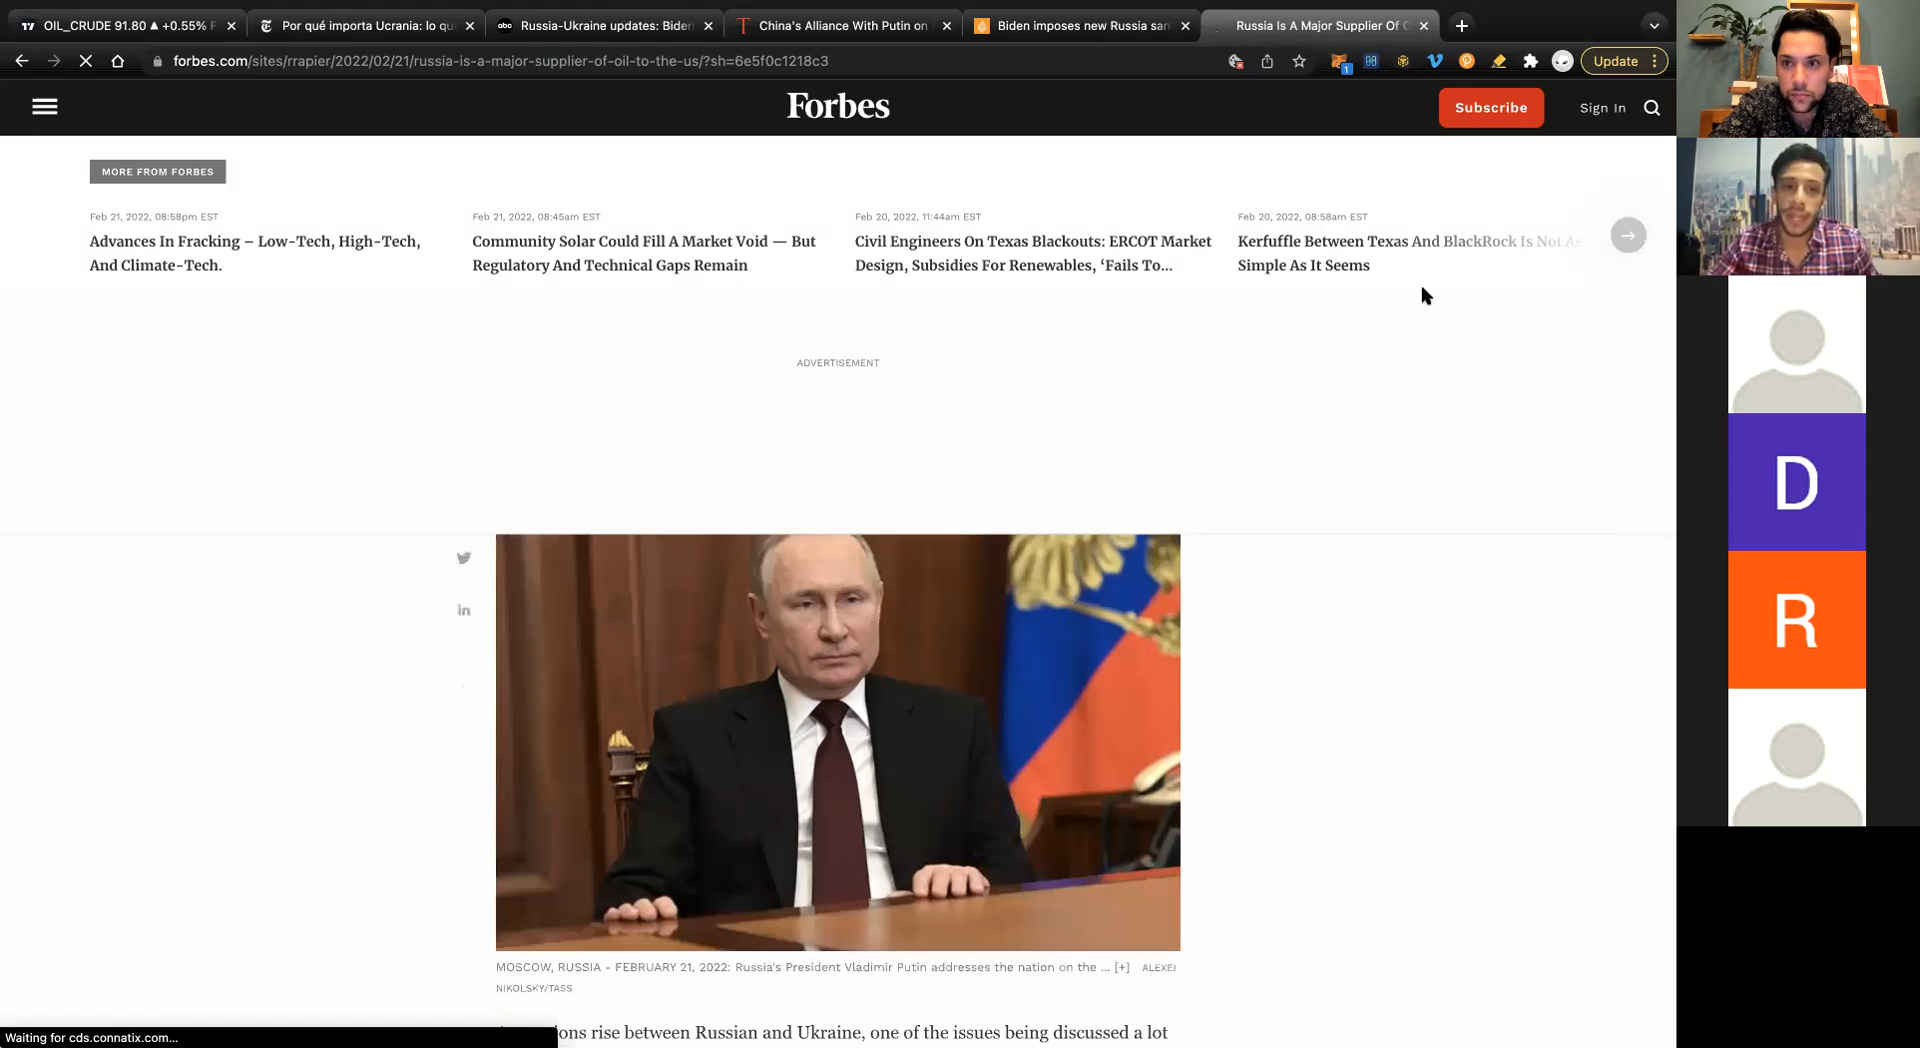 OIL_CRUDE 91.80 ▲ +0.55%
Por qué importa Ucrania: lo qu
Russia-Ukraine updates: Biden
China's Alliance With Putin on
Biden imposes new Russia san
Russia Is A Major Supplier Of
forbes.com/sites/rrapier/2022/02/21/russia-is-a-major-supplier-of-oil-to-the-us/?sh=6e5f0c1218c3
1
Update
Forbes
Subscribe
Sign In
MORE FROM FORBES
Feb 21, 2022, 08:58pm EST
Advances In Fracking – Low-Tech, High-Tech,
And Climate-Tech.
Feb 21, 2022, 08:45am EST
Community Solar Could Fill A Market Void — But
Regulatory And Technical Gaps Remain
Feb 20, 2022, 11:44am EST
Civil Engineers On Texas Blackouts: ERCOT Market
Design, Subsidies For Renewables, ‘Fails To...
Feb 20, 2022, 08:58am EST
Kerfuffle Between Texas And BlackRock Is Not As
Simple As It Seems
ADVERTISEMENT
MOSCOW, RUSSIA - FEBRUARY 21, 2022: Russia's President Vladimir Putin addresses the nation on the ... [+] ALEXEI
NIKOLSKY/TASS
ions rise between Russian and Ukraine, one of the issues being discussed a lot
Waiting for cds.connatix.com...
D
R